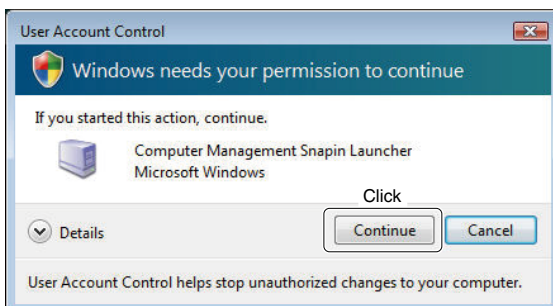 User Account Control
Windows needs your permission to continue
If you started this action, continue.
Computer Management Snapin Launcher
Microsoft Windows
Click
Details
Continue
Cancel
User Account Control helps stop unauthorized changes to your computer.